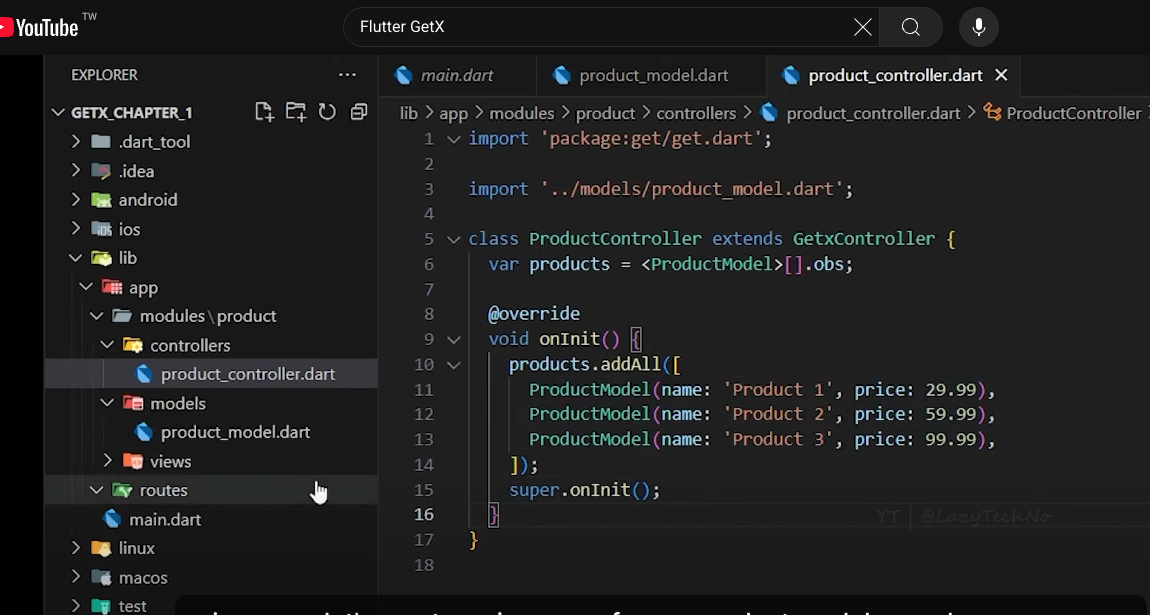 YouTube TW
Flutter GetX
EXPLORER
GETX_CHAPTER_1
.dart_tool
.idea
android
ios
lib
app
modules\product
controllers
product_controller.dart
models
product_model.dart
views
routes
main.dart
linux
macos
test
main.dart
product_model.dart
product_controller.dart
lib > app > modules > product > controllers > product_controller.dart > ProductController
1 import 'package:get/get.dart';
2
3 import '../models/product_model.dart';
4
5 class ProductController extends GetxController {
6 var products = <ProductModel>[].obs;
7
8 @override
9 void onInit() {
10 products.addAll([
11 ProductModel(name: 'Product 1', price: 29.99),
12 ProductModel(name: 'Product 2', price: 59.99),
13 ProductModel(name: 'Product 3', price: 99.99),
14 ]);
15 super.onInit();
16 }
17 }
18
YT | @LazyTechNo